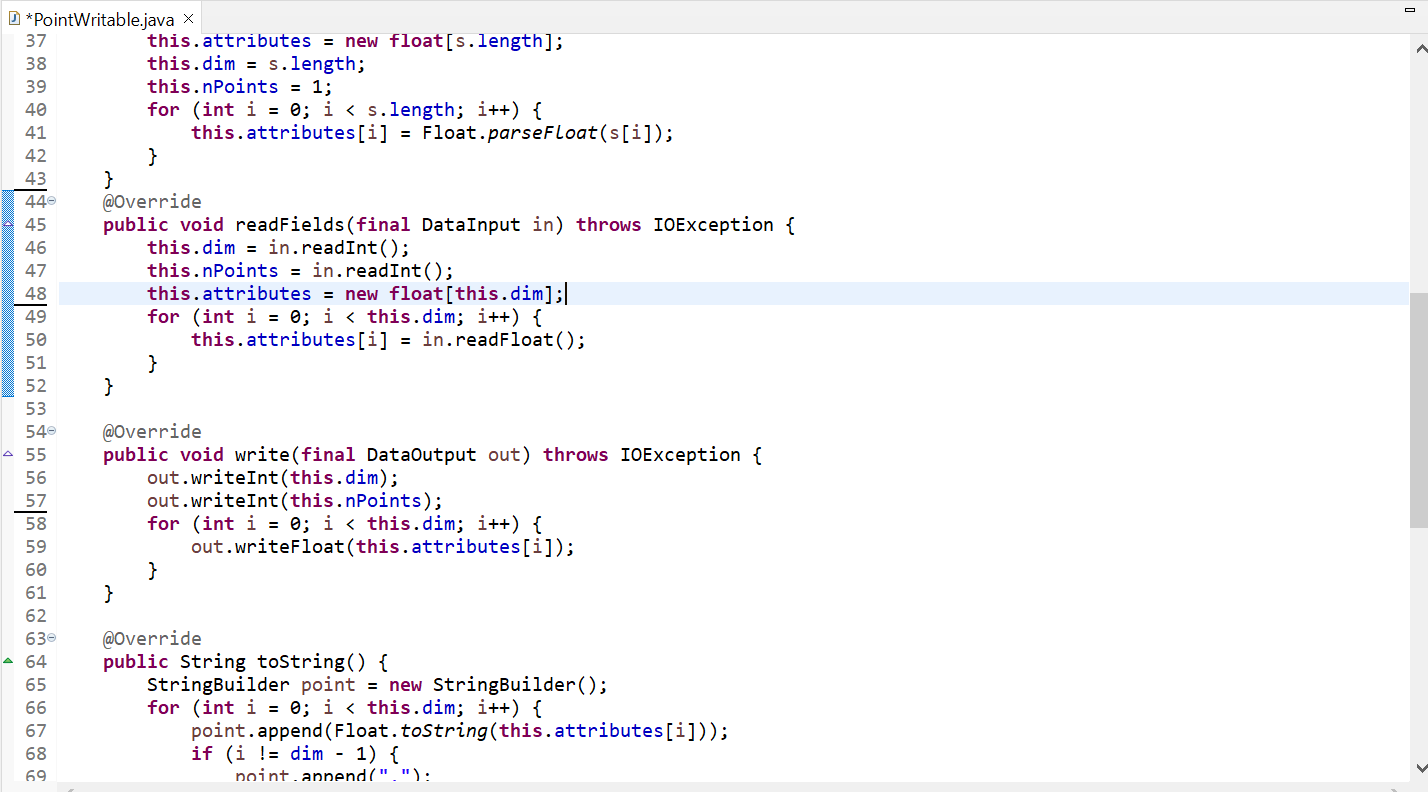 *PointWritable.java
37 this.attributes = new float[s.length];
38 this.dim = s.length;
39 this.nPoints = 1;
40 for (int i = 0; i < s.length; i++) {
41 this.attributes[i] = Float.parseFloat(s[i]);
42 }
43 }
44 @Override
45 public void readFields(final DataInput in) throws IOException {
46 this.dim = in.readInt();
47 this.nPoints = in.readInt();
48 this.attributes = new float[this.dim];
49 for (int i = 0; i < this.dim; i++) {
50 this.attributes[i] = in.readFloat();
51 }
52 }
53
54 @Override
55 public void write(final DataOutput out) throws IOException {
56 out.writeInt(this.dim);
57 out.writeInt(this.nPoints);
58 for (int i = 0; i < this.dim; i++) {
59 out.writeFloat(this.attributes[i]);
60 }
61 }
62
63 @Override
64 public String toString() {
65 StringBuilder point = new StringBuilder();
66 for (int i = 0; i < this.dim; i++) {
67 point.append(Float.toString(this.attributes[i]));
68 if (i != dim - 1) {
69 point.append(",");